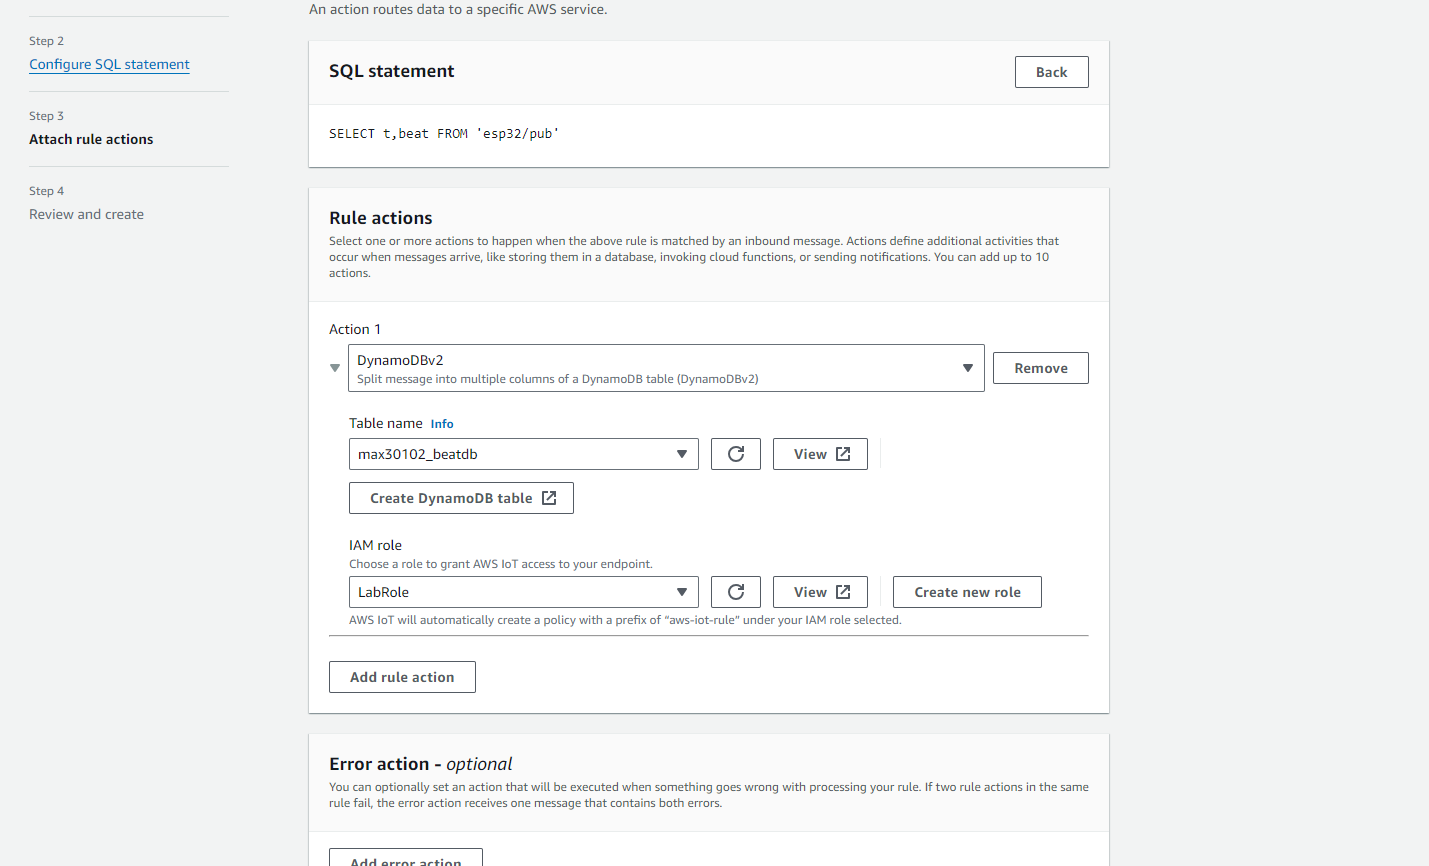 An action routes data to a specific AWS service.
Step 2
Configure SQL statement
Step 3
Attach rule actions
Step 4
Review and create
SQL statement
Back
SELECT t,beat FROM 'esp32/pub'
Rule actions
Select one or more actions to happen when the above rule is matched by an inbound message. Actions define additional activities that
occur when messages arrive, like storing them in a database, invoking cloud functions, or sending notifications. You can add up to 10
actions.
Action 1
DynamoDBv2
Split message into multiple columns of a DynamoDB table (DynamoDBv2)
Remove
Table name Info
max30102_beatdb
View
Create DynamoDB table
IAM role
Choose a role to grant AWS IoT access to your endpoint.
LabRole
View
Create new role
AWS IoT will automatically create a policy with a prefix of “aws-iot-rule” under your IAM role selected.
Add rule action
Error action - optional
You can optionally set an action that will be executed when something goes wrong with processing your rule. If two rule actions in the same
rule fail, the error action receives one message that contains both errors.
Add error action